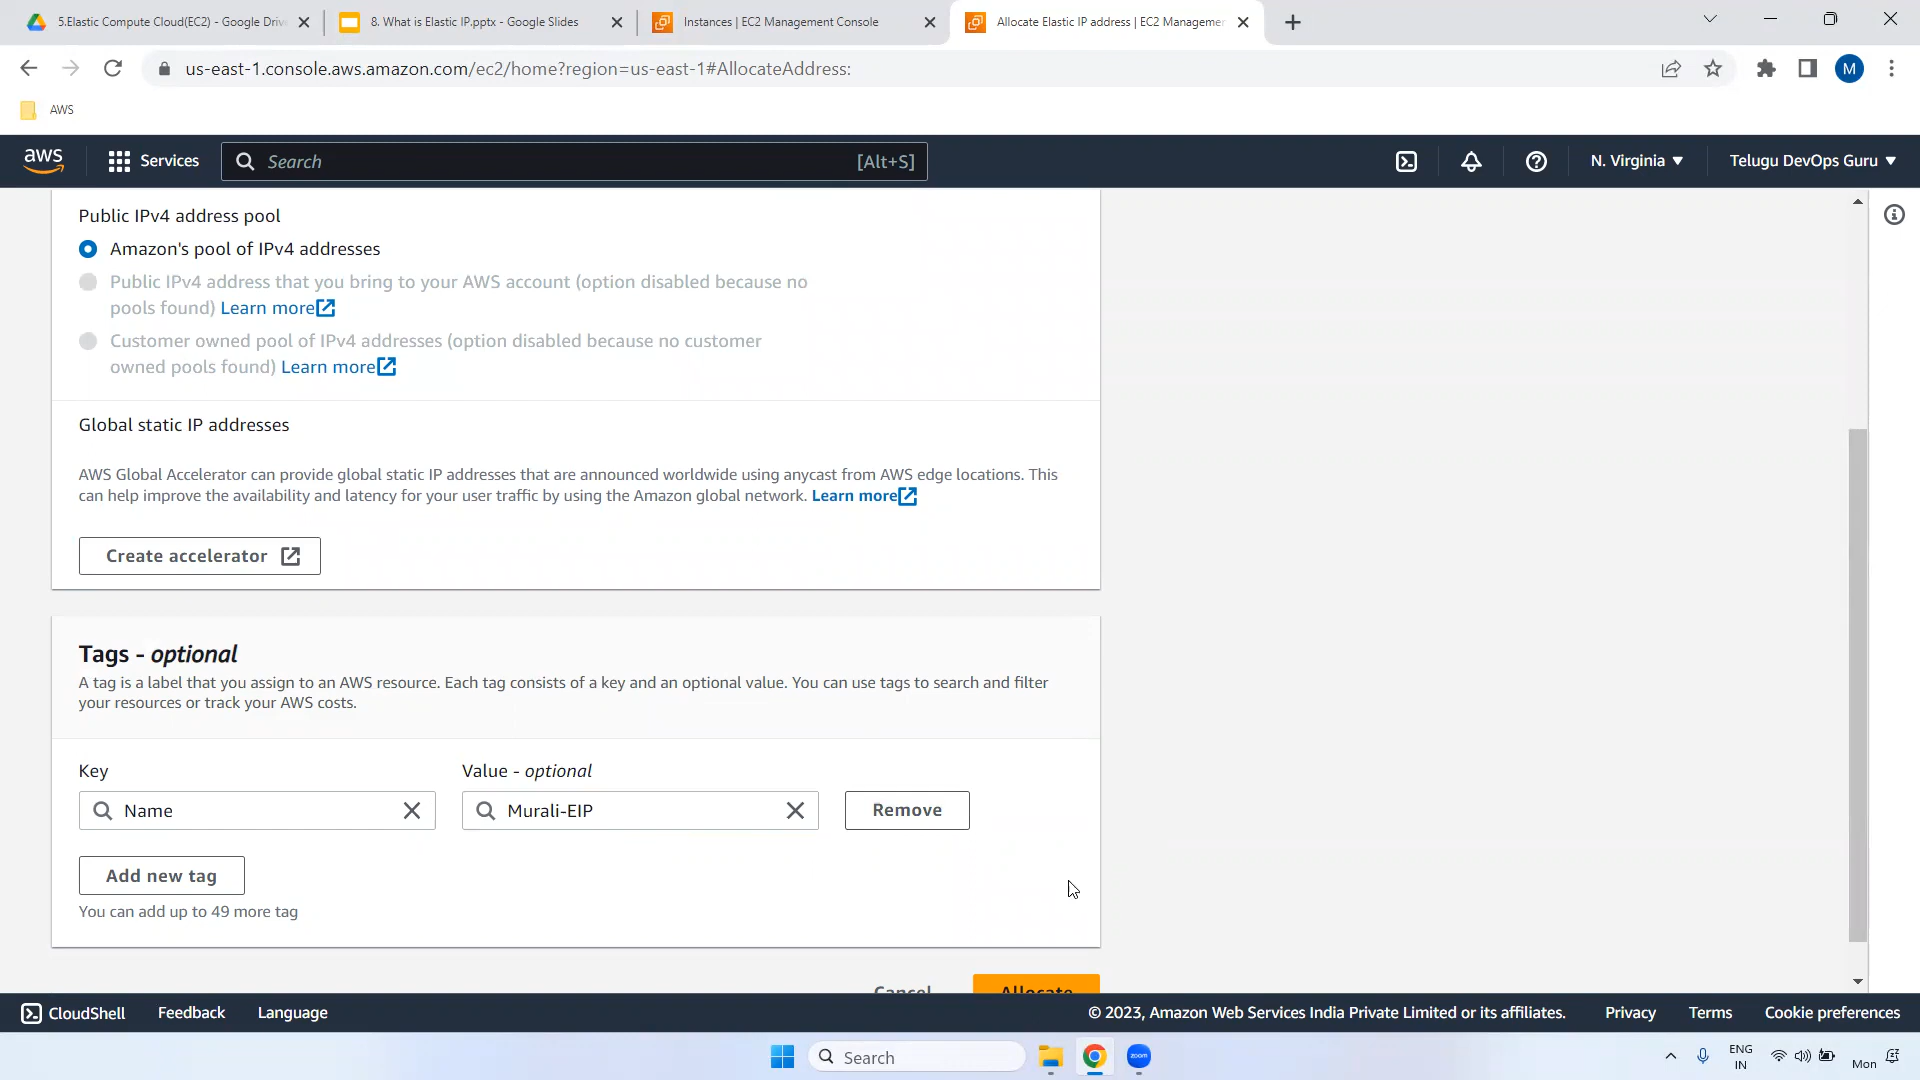 5.Elastic Compute Cloud(EC2) - Google Driv
8. What is Elastic IP.pptx - Google Slides
Instances | EC2 Management Console
Allocate Elastic IP address | EC2 Managemen
us-east-1.console.aws.amazon.com/ec2/home?region=us-east-1#AllocateAddress:
M
AWS
aws
Services
Search
[Alt+S]
N. Virginia
Telugu DevOps Guru
Public IPv4 address pool
Amazon's pool of IPv4 addresses
Public IPv4 address that you bring to your AWS account (option disabled because no
pools found) Learn more
Customer owned pool of IPv4 addresses (option disabled because no customer
owned pools found) Learn more
Global static IP addresses
AWS Global Accelerator can provide global static IP addresses that are announced worldwide using anycast from AWS edge locations. This
can help improve the availability and latency for your user traffic by using the Amazon global network. Learn more
Create accelerator
Tags - optional
A tag is a label that you assign to an AWS resource. Each tag consists of a key and an optional value. You can use tags to search and filter
your resources or track your AWS costs.
Key
Value - optional
Name
Murali-EIP
Remove
Add new tag
You can add up to 49 more tag
Cancel
Allocate
CloudShell
Feedback
Language
© 2023, Amazon Web Services India Private Limited or its affiliates.
Privacy
Terms
Cookie preferences
Search
zoom
ENG
IN
Mon